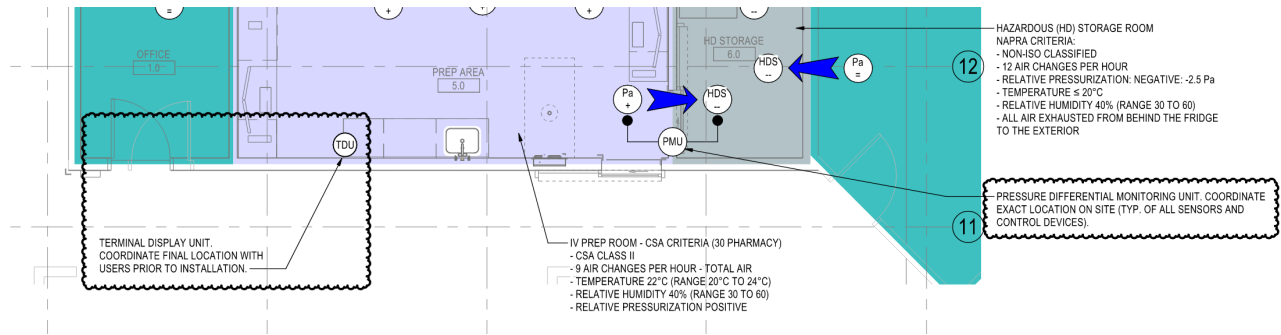 =
+
+
+
--
OFFICE
1.0
PREP AREA
5.0
HD STORAGE
6.0
HDS
--
Pa
=
Pa
+
HDS
--
TDU
PMU
12
11
HAZARDOUS (HD) STORAGE ROOM
NAPRA CRITERIA:
- NON-ISO CLASSIFIED
- 12 AIR CHANGES PER HOUR
- RELATIVE PRESSURIZATION: NEGATIVE: -2.5 Pa
- TEMPERATURE ≤ 20°C
- RELATIVE HUMIDITY 40% (RANGE 30 TO 60)
- ALL AIR EXHAUSTED FROM BEHIND THE FRIDGE
TO THE EXTERIOR
PRESSURE DIFFERENTIAL MONITORING UNIT. COORDINATE
EXACT LOCATION ON SITE (TYP. OF ALL SENSORS AND
CONTROL DEVICES).
TERMINAL DISPLAY UNIT.
COORDINATE FINAL LOCATION WITH
USERS PRIOR TO INSTALLATION.
IV PREP ROOM - CSA CRITERIA (30 PHARMACY)
- CSA CLASS II
- 9 AIR CHANGES PER HOUR - TOTAL AIR
- TEMPERATURE 22°C (RANGE 20°C TO 24°C)
- RELATIVE HUMIDITY 40% (RANGE 30 TO 60)
- RELATIVE PRESSURIZATION POSITIVE